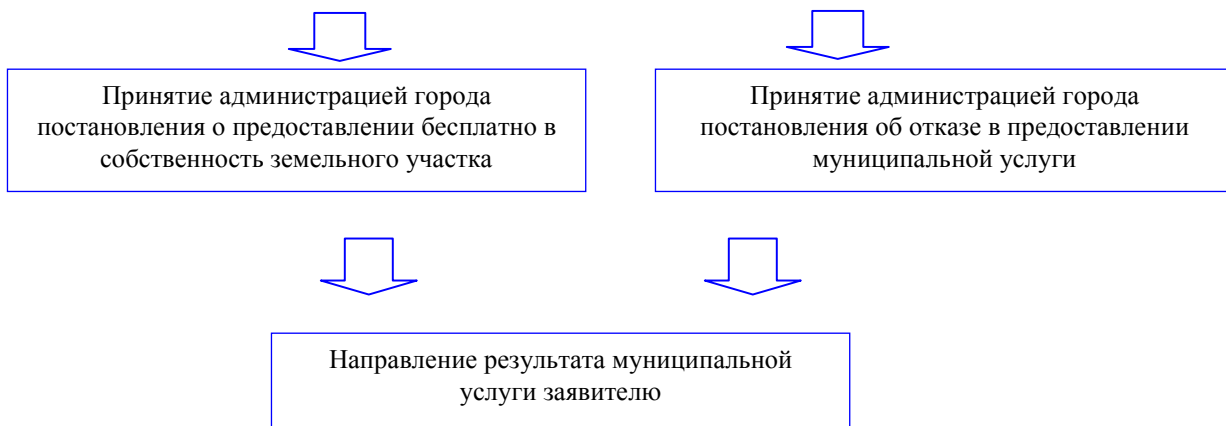 Принятие администрацией города
постановления о предоставлении бесплатно в
собственность земельного участка
Принятие администрацией города
постановления об отказе в предоставлении
муниципальной услуги
Направление результата муниципальной
услуги заявителю